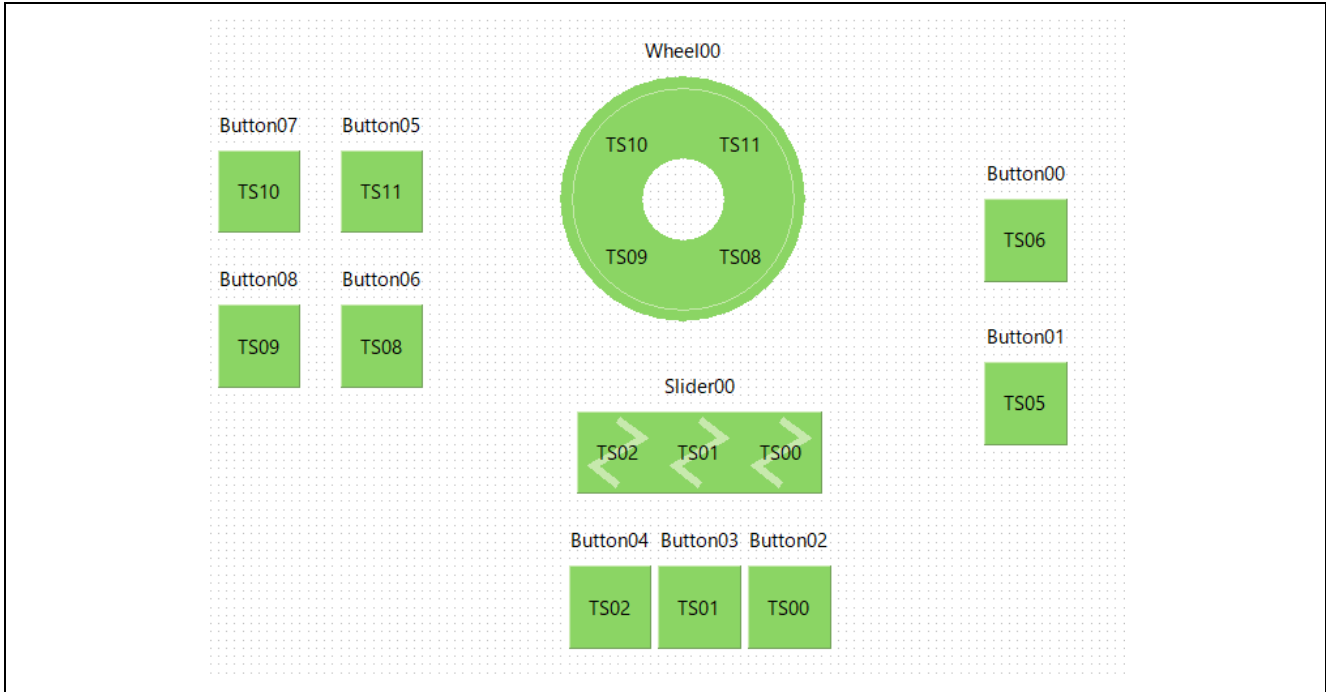 Wheel00
TS10 TS11
TS09 TS08
Button07 Button05
TS10 TS11
Button08 Button06
TS09 TS08
Button00
TS06
Button01
TS05
Slider00
TS02 TS01 TS00
Button04 Button03 Button02
TS02 TS01 TS00